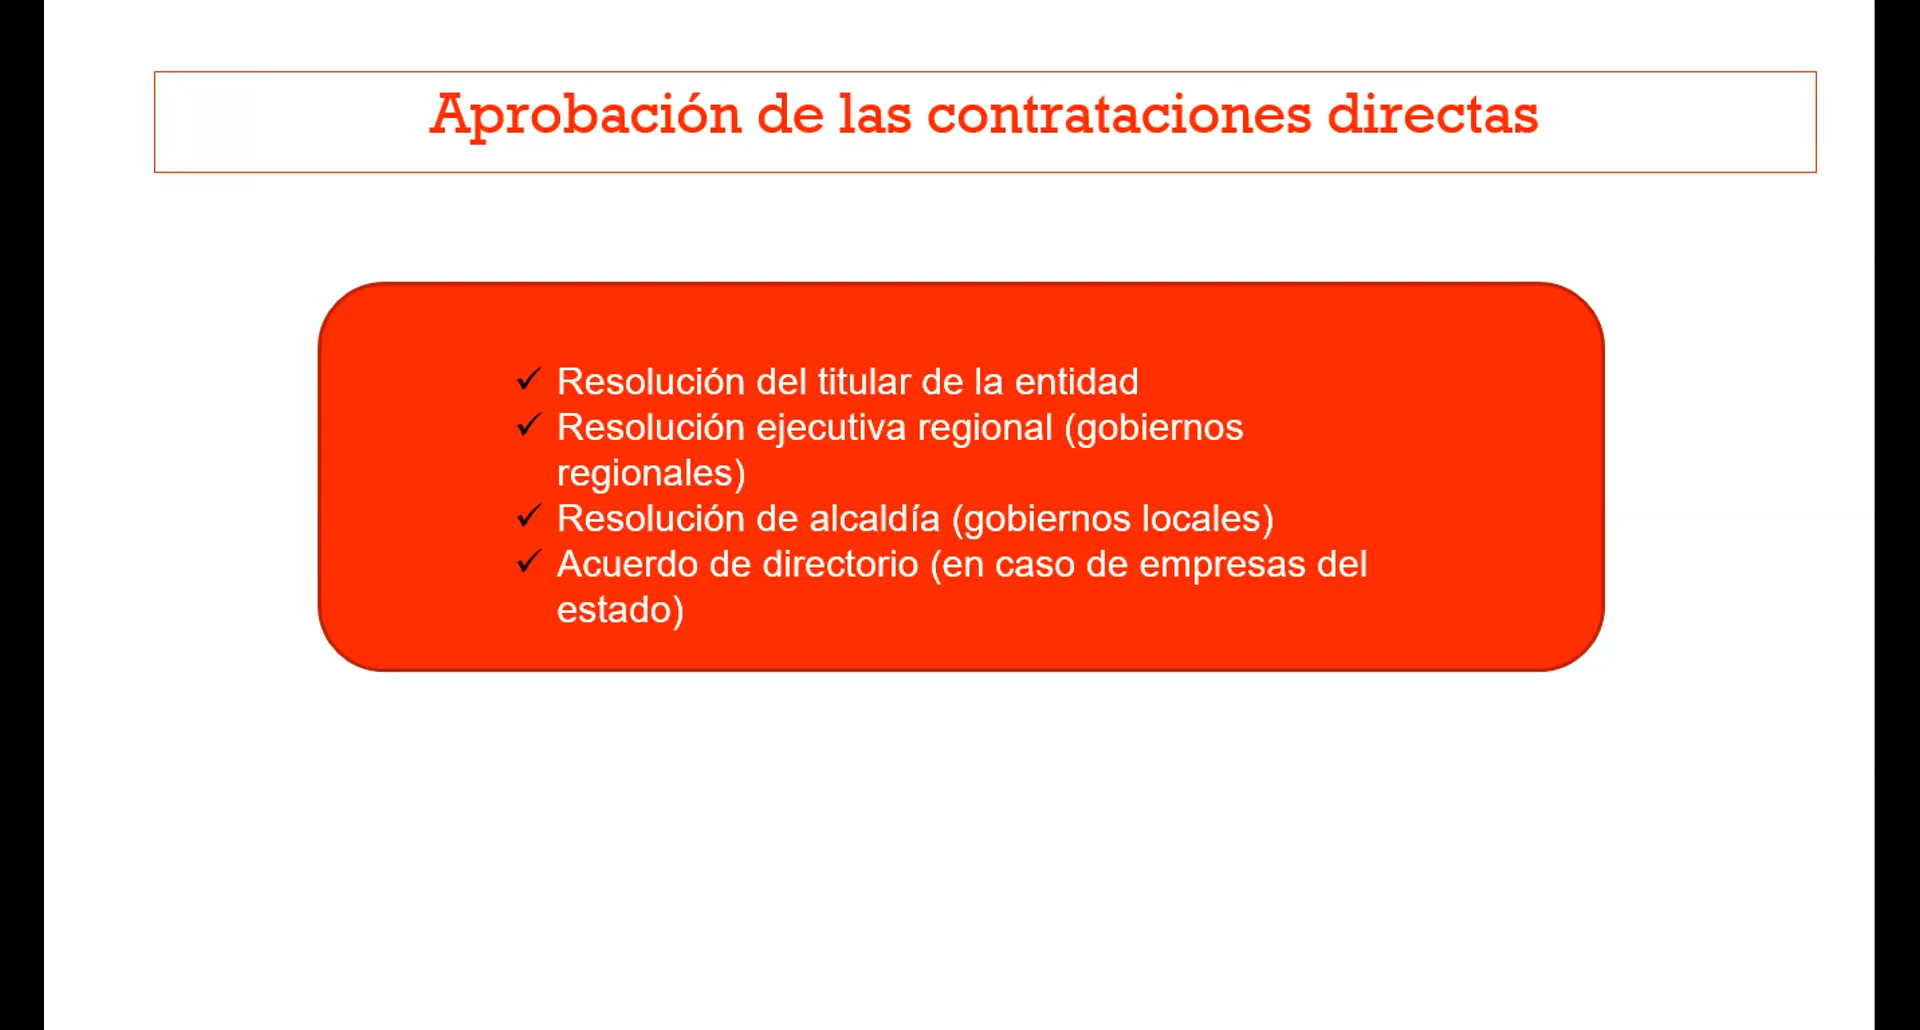 Aprobación de las contrataciones directas
✓ Resolución del titular de la entidad
✓ Resolución ejecutiva regional (gobiernos
regionales)
✓ Resolución de alcaldía (gobiernos locales)
✓ Acuerdo de directorio (en caso de empresas del
estado)